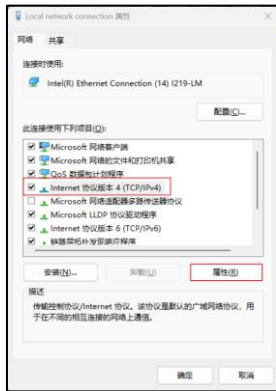 Local network connection 属性
网络 共享
连接时使用:
Intel(R) Ethernet Connection (14) I219-LM
配置(C)...
此连接使用下列项目(O):
Microsoft 网络客户端
Microsoft 网络的文件和打印机共享
QoS 数据包计划程序
Internet 协议版本 4 (TCP/IPv4)
Microsoft 网络适配器多路传送器协议
Microsoft LLDP 协议驱动程序
Internet 协议版本 6 (TCP/IPv6)
链路层拓扑发现响应程序
安装(N)... 卸载(U) 属性(R)
描述
传输控制协议/Internet 协议。该协议是默认的广域网络协议，用
于在不同的相互连接的网络上通信。
确定 取消